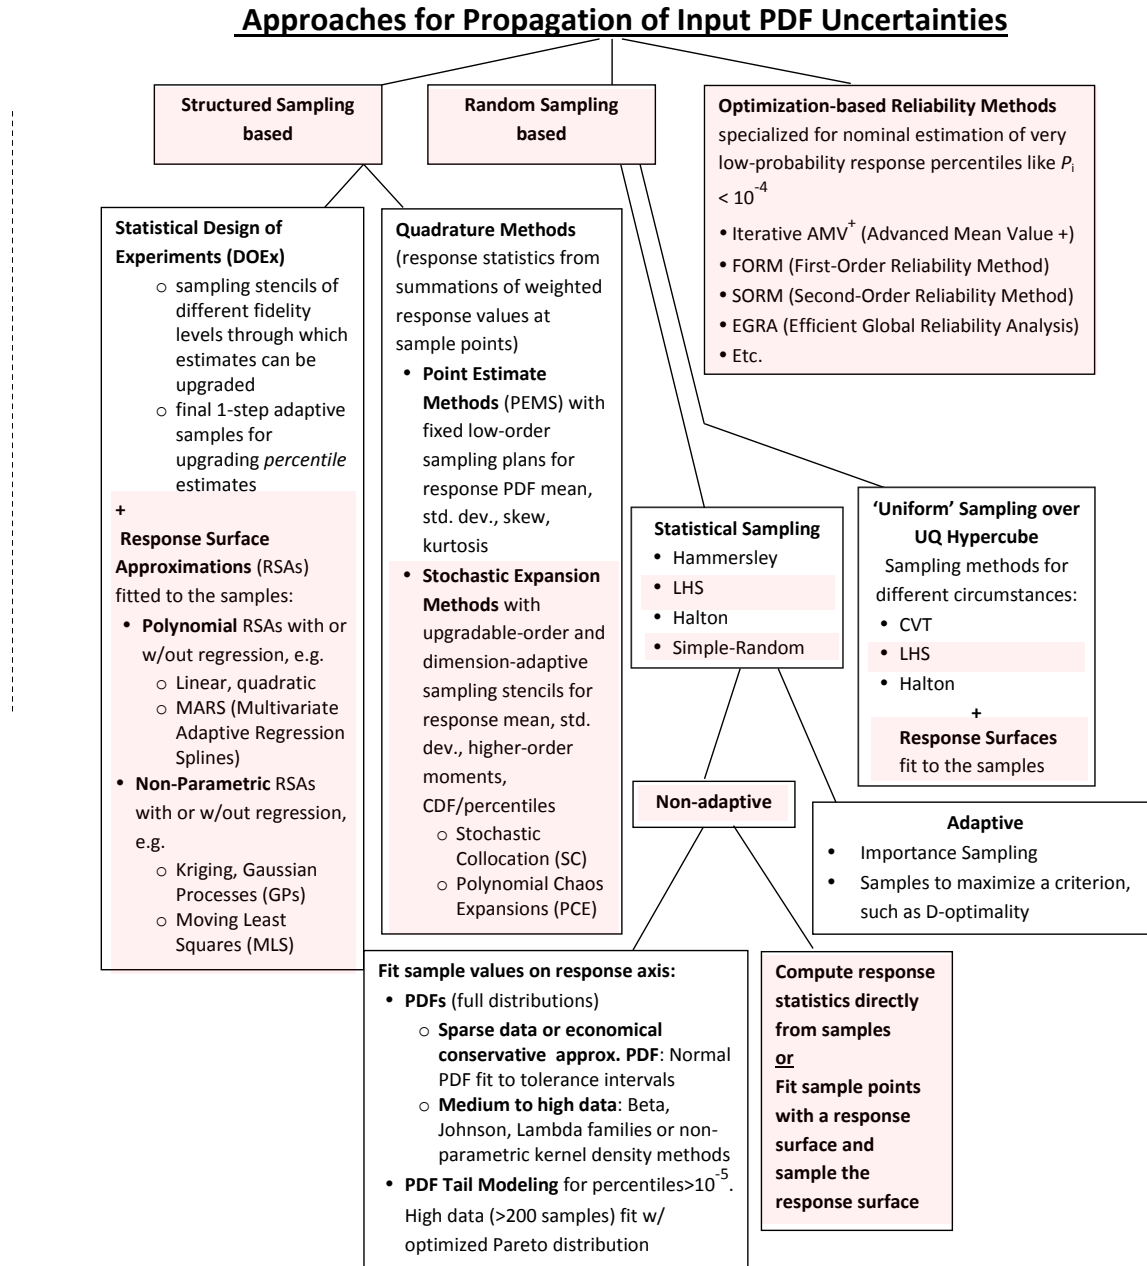 Approaches for Propagation of Input PDF Uncertainties
Structured Sampling
based
Random Sampling
based
Optimization-based Reliability Methods
specialized for nominal estimation of very
low-probability response percentiles like Pi
< 10-4
• Iterative AMV+ (Advanced Mean Value +)
• FORM (First-Order Reliability Method)
• SORM (Second-Order Reliability Method)
• EGRA (Efficient Global Reliability Analysis)
• Etc.
Statistical Design of
Experiments (DOEx)
o sampling stencils of
different fidelity
levels through which
estimates can be
upgraded
o final 1-step adaptive
samples for
upgrading percentile
estimates
+
Response Surface
Approximations (RSAs)
fitted to the samples:
• Polynomial RSAs with or
w/out regression, e.g.
o Linear, quadratic
o MARS (Multivariate
Adaptive Regression
Splines)
• Non-Parametric RSAs
with or w/out regression,
e.g.
o Kriging, Gaussian
Processes (GPs)
o Moving Least
Squares (MLS)
Quadrature Methods
(response statistics from
summations of weighted
response values at
sample points)
• Point Estimate
Methods (PEMS) with
fixed low-order
sampling plans for
response PDF mean,
std. dev., skew,
kurtosis
• Stochastic Expansion
Methods with
upgradable-order and
dimension-adaptive
sampling stencils for
response mean, std.
dev., higher-order
moments,
CDF/percentiles
o Stochastic
Collocation (SC)
o Polynomial Chaos
Expansions (PCE)
Statistical Sampling
• Hammersley
• LHS
• Halton
• Simple-Random
‘Uniform’ Sampling over
UQ Hypercube
Sampling methods for
different circumstances:
• CVT
• LHS
• Halton
+
Response Surfaces
fit to the samples
Non-adaptive
Adaptive
• Importance Sampling
• Samples to maximize a criterion,
such as D-optimality
Fit sample values on response axis:
• PDFs (full distributions)
o Sparse data or economical
conservative approx. PDF: Normal
PDF fit to tolerance intervals
o Medium to high data: Beta,
Johnson, Lambda families or non-
parametric kernel density methods
• PDF Tail Modeling for percentiles>10-5.
High data (>200 samples) fit w/
optimized Pareto distribution
Compute response
statistics directly
from samples
or
Fit sample points
with a response
surface and
sample the
response surface